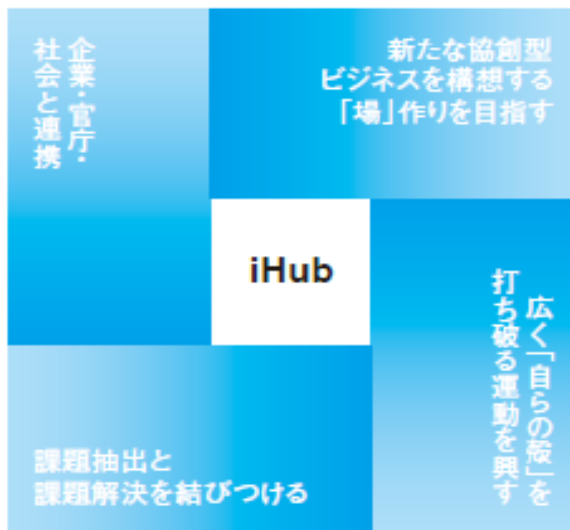 企業・官庁・
社会と連携
新たな協創型
ビジネスを構想する
「場」作りを目指す
iHub
広く「自らの殻」を
打ち破る運動を興す
課題抽出と
課題解決を結びつける